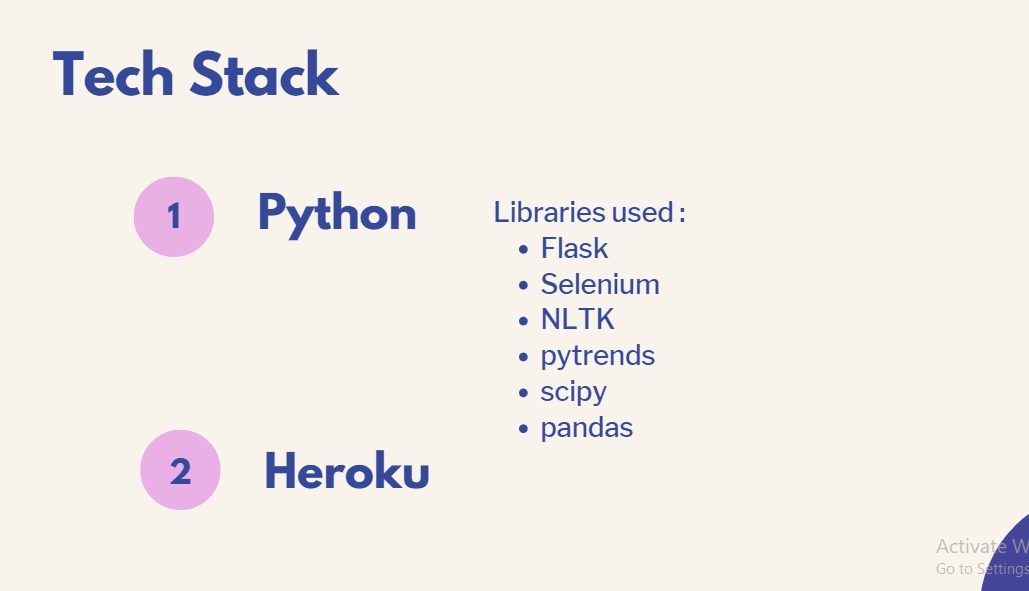 Tech Stack
1
Python
Libraries used :
• Flask
• Selenium
• NLTK
• pytrends
• scipy
• pandas
2
Heroku
Activate W
Go to Settings